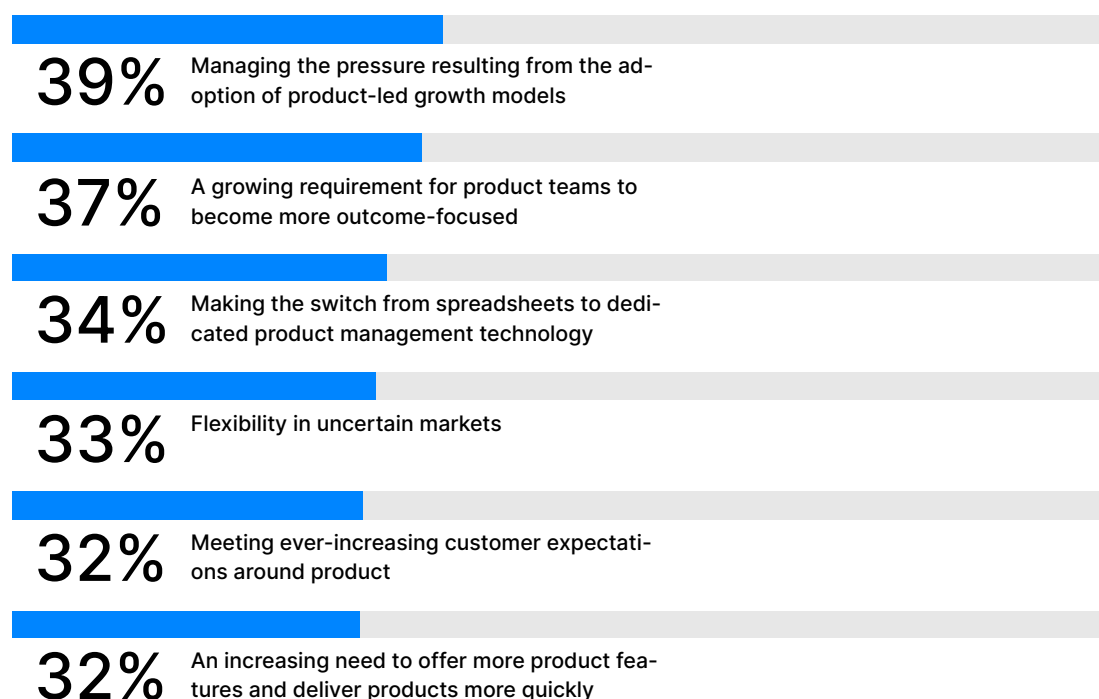 39%
Managing the pressure resulting from the ad-
option of product-led growth models
37%
A growing requirement for product teams to
become more outcome-focused
34%
Making the switch from spreadsheets to dedi-
cated product management technology
33%
Flexibility in uncertain markets
32%
Meeting ever-increasing customer expectati-
ons around product
32%
An increasing need to offer more product fea-
tures and deliver products more quickly